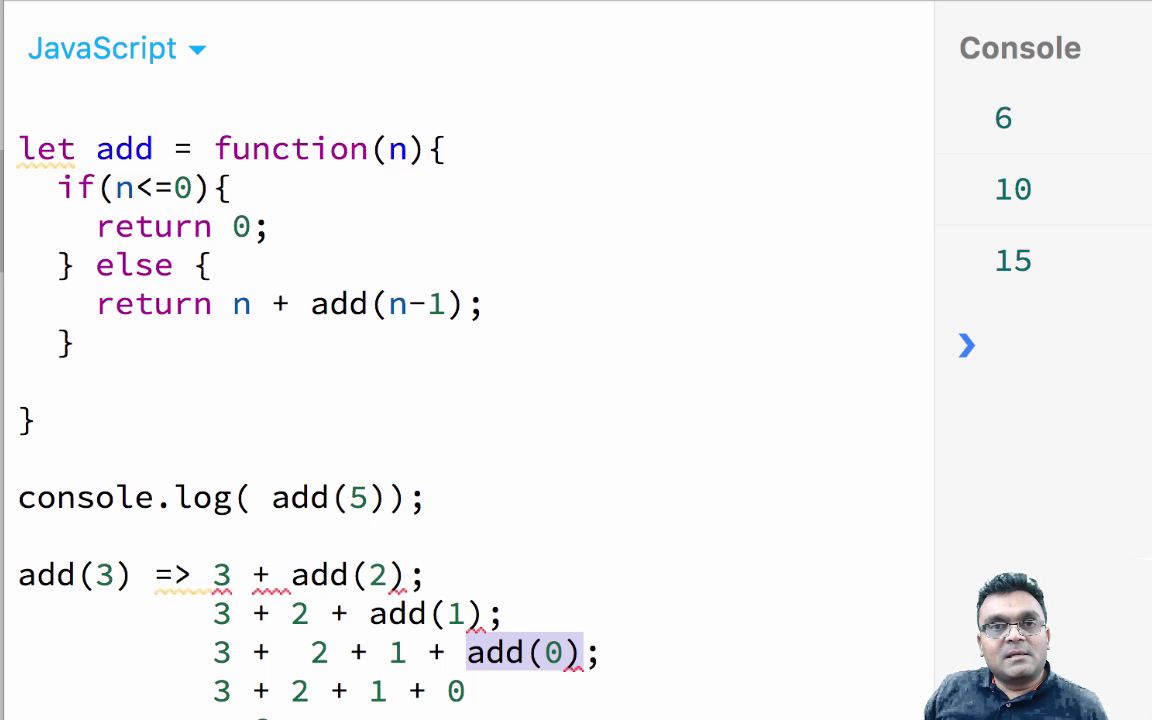 JavaScript
let add = function(n){
if(n<=0){
return 0;
} else {
return n + add(n-1);
}
}
console.log( add(5));
add(3) => 3 + add(2);
3 + 2 + add(1);
3 + 2 + 1 + add(0);
3 + 2 + 1 + 0
Console
6
10
15